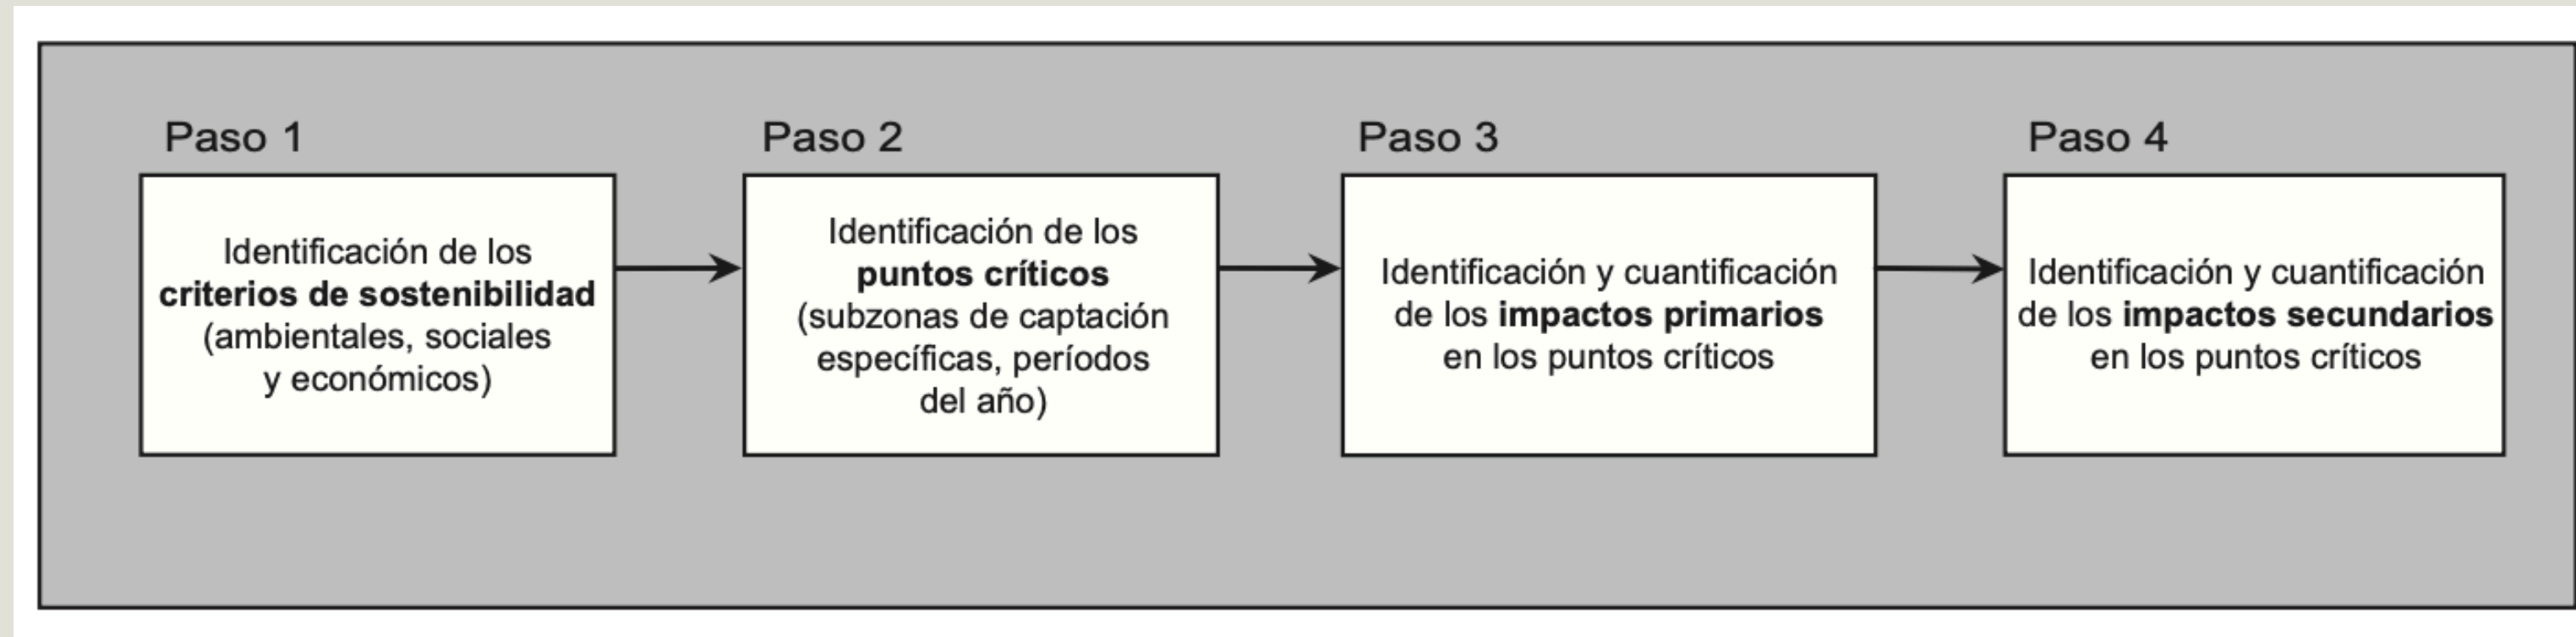 Paso 1
Identificación de los
criterios de sostenibilidad
(ambientales, sociales
y económicos)
Paso 2
Identificación de los
puntos críticos
(subzonas de captación
específicas, períodos
del año)
Paso 3
Identificación y cuantificación
de los impactos primarios
en los puntos críticos
Paso 4
Identificación y cuantificación
de los impactos secundarios
en los puntos críticos